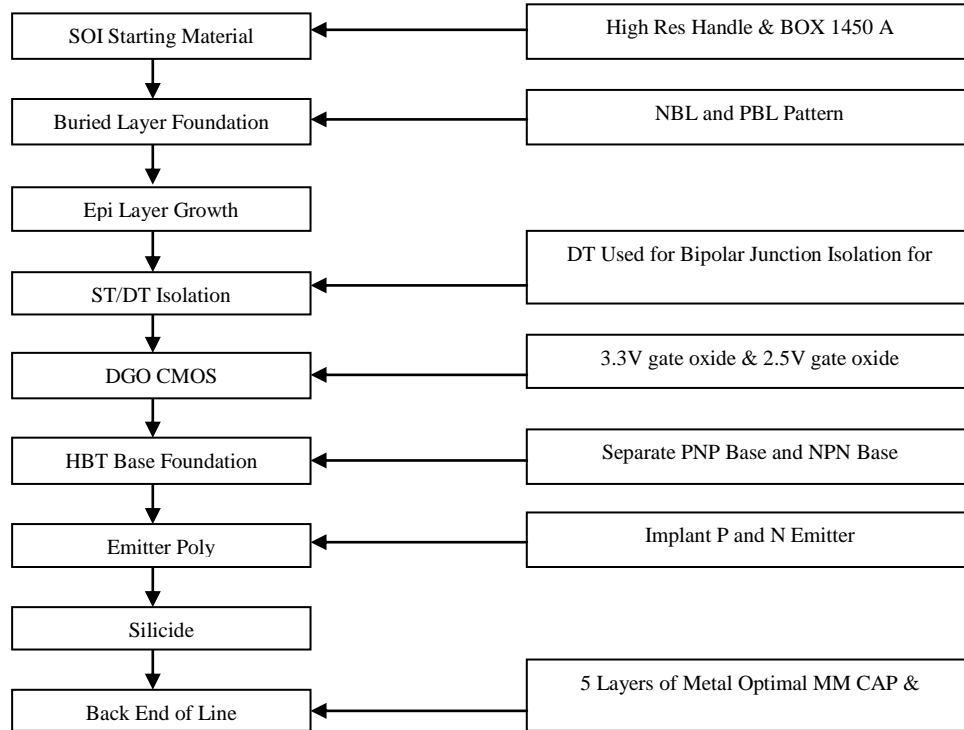 SOI Starting Material
High Res Handle & BOX 1450 A
Buried Layer Foundation
NBL and PBL Pattern
Epi Layer Growth
DT Used for Bipolar Junction Isolation for
ST/DT Isolation
3.3V gate oxide & 2.5V gate oxide
DGO CMOS
Separate PNP Base and NPN Base
HBT Base Foundation
Implant P and N Emitter
Emitter Poly
Silicide
5 Layers of Metal Optimal MM CAP &
Back End of Line